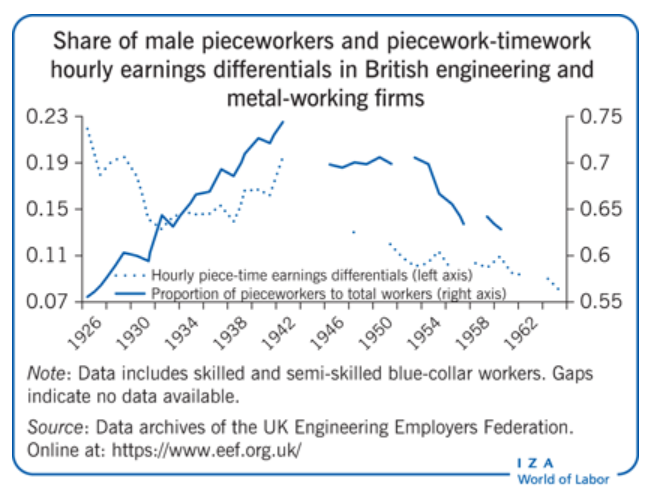 Share of male pieceworkers and piecework-timework
hourly earnings differentials in British engineering and
metal-working firms
0.23 0.75
0.19 0.7
0.15 0.65
0.11 0.6
0.07 0.55
Hourly piece-time earnings differentials (left axis)
Proportion of pieceworkers to total workers (right axis)
1926 1930 1934 1938 1942 1946 1950 1954 1958 1962
Note: Data includes skilled and semi-skilled blue-collar workers. Gaps
indicate no data available.
Source: Data archives of the UK Engineering Employers Federation.
Online at: https://www.eef.org.uk/
I Z A
World of Labor